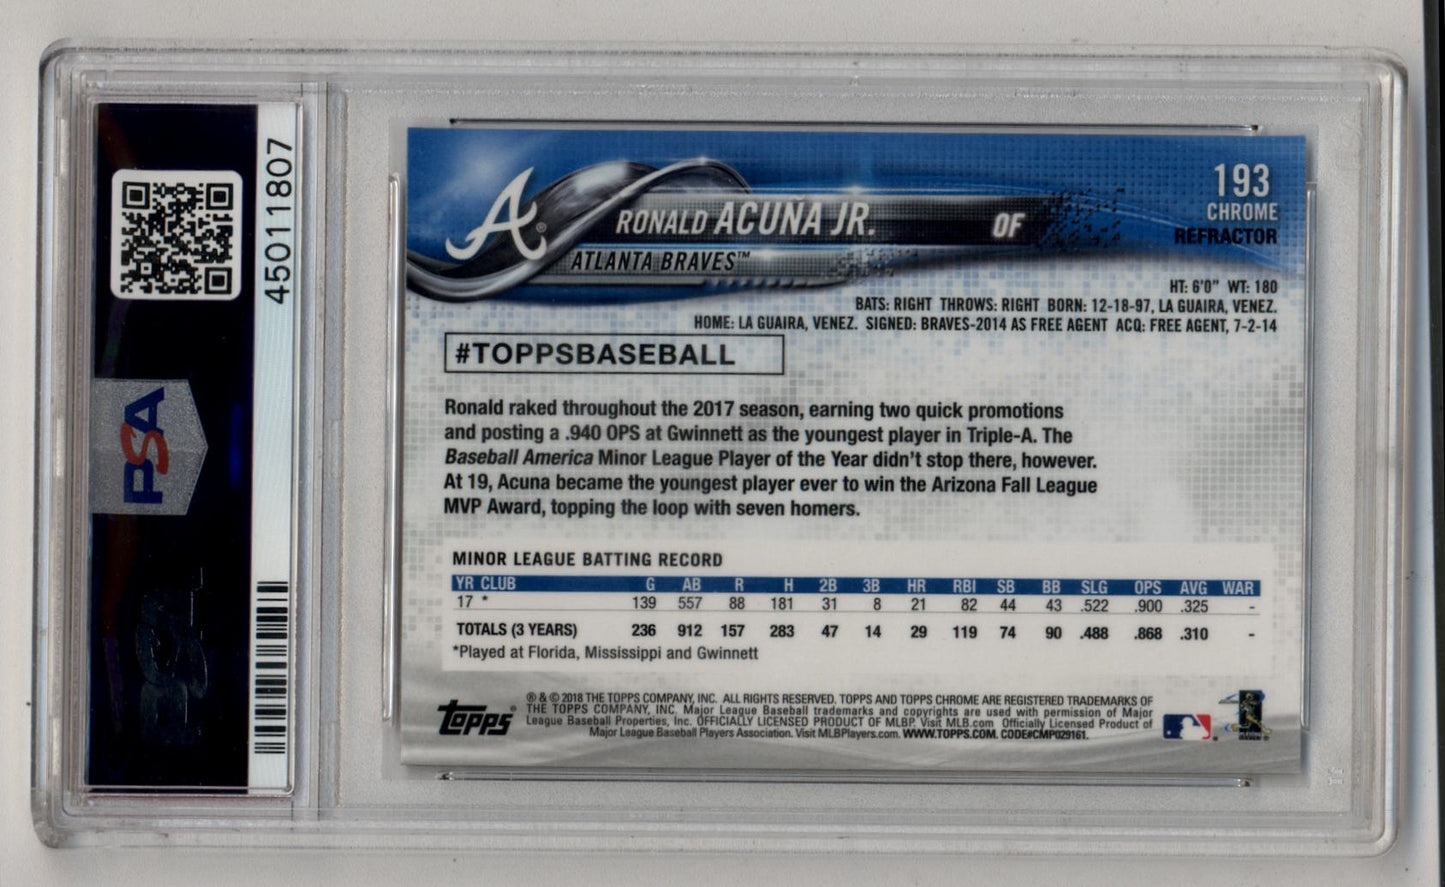 45011807
PSA
193
CHROME
REFRACTOR
A®
RONALD ACUÑA JR. OF
ATLANTA BRAVES™
HT: 6'0" WT: 180
BATS: RIGHT THROWS: RIGHT BORN: 12-18-97, LA GUAIRA, VENEZ.
HOME: LA GUAIRA, VENEZ. SIGNED: BRAVES-2014 AS FREE AGENT ACQ: FREE AGENT, 7-2-14
#TOPPSBASEBALL
Ronald raked throughout the 2017 season, earning two quick promotions
and posting a .940 OPS at Gwinnett as the youngest player in Triple-A. The
Baseball America Minor League Player of the Year didn't stop there, however.
At 19, Acuna became the youngest player ever to win the Arizona Fall League
MVP Award, topping the loop with seven homers.
MINOR LEAGUE BATTING RECORD
YR CLUB G AB R H 2B 3B HR RBI SB BB SLG OPS AVG WAR
17 * 139 557 88 181 31 8 21 82 44 43 .522 .900 .325 -
TOTALS (3 YEARS) 236 912 157 283 47 14 29 119 74 90 .488 .868 .310 -
*Played at Florida, Mississippi and Gwinnett
Topps®
® & © 2018 THE TOPPS COMPANY, INC. ALL RIGHTS RESERVED. TOPPS AND TOPPS CHROME ARE REGISTERED TRADEMARKS OF
THE TOPPS COMPANY, INC. Major League Baseball trademarks and copyrights are used with permission of Major
League Baseball Properties, Inc. OFFICIALLY LICENSED PRODUCT OF MLBP. Visit MLB.com Officially Licensed Product of
Major League Baseball Players Association. Visit MLBPlayers.com. WWW.TOPPS.COM. CODE#CMP029161.